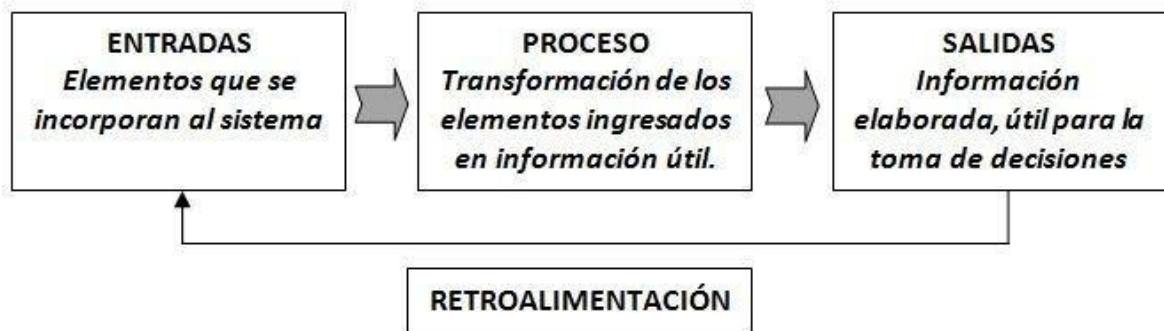 ENTRADAS
Elementos que se
incorporan al sistema
PROCESO
Transformación de los
elementos ingresados
en información útil.
SALIDAS
Información
elaborada, útil para la
toma de decisiones
RETROALIMENTACIÓN